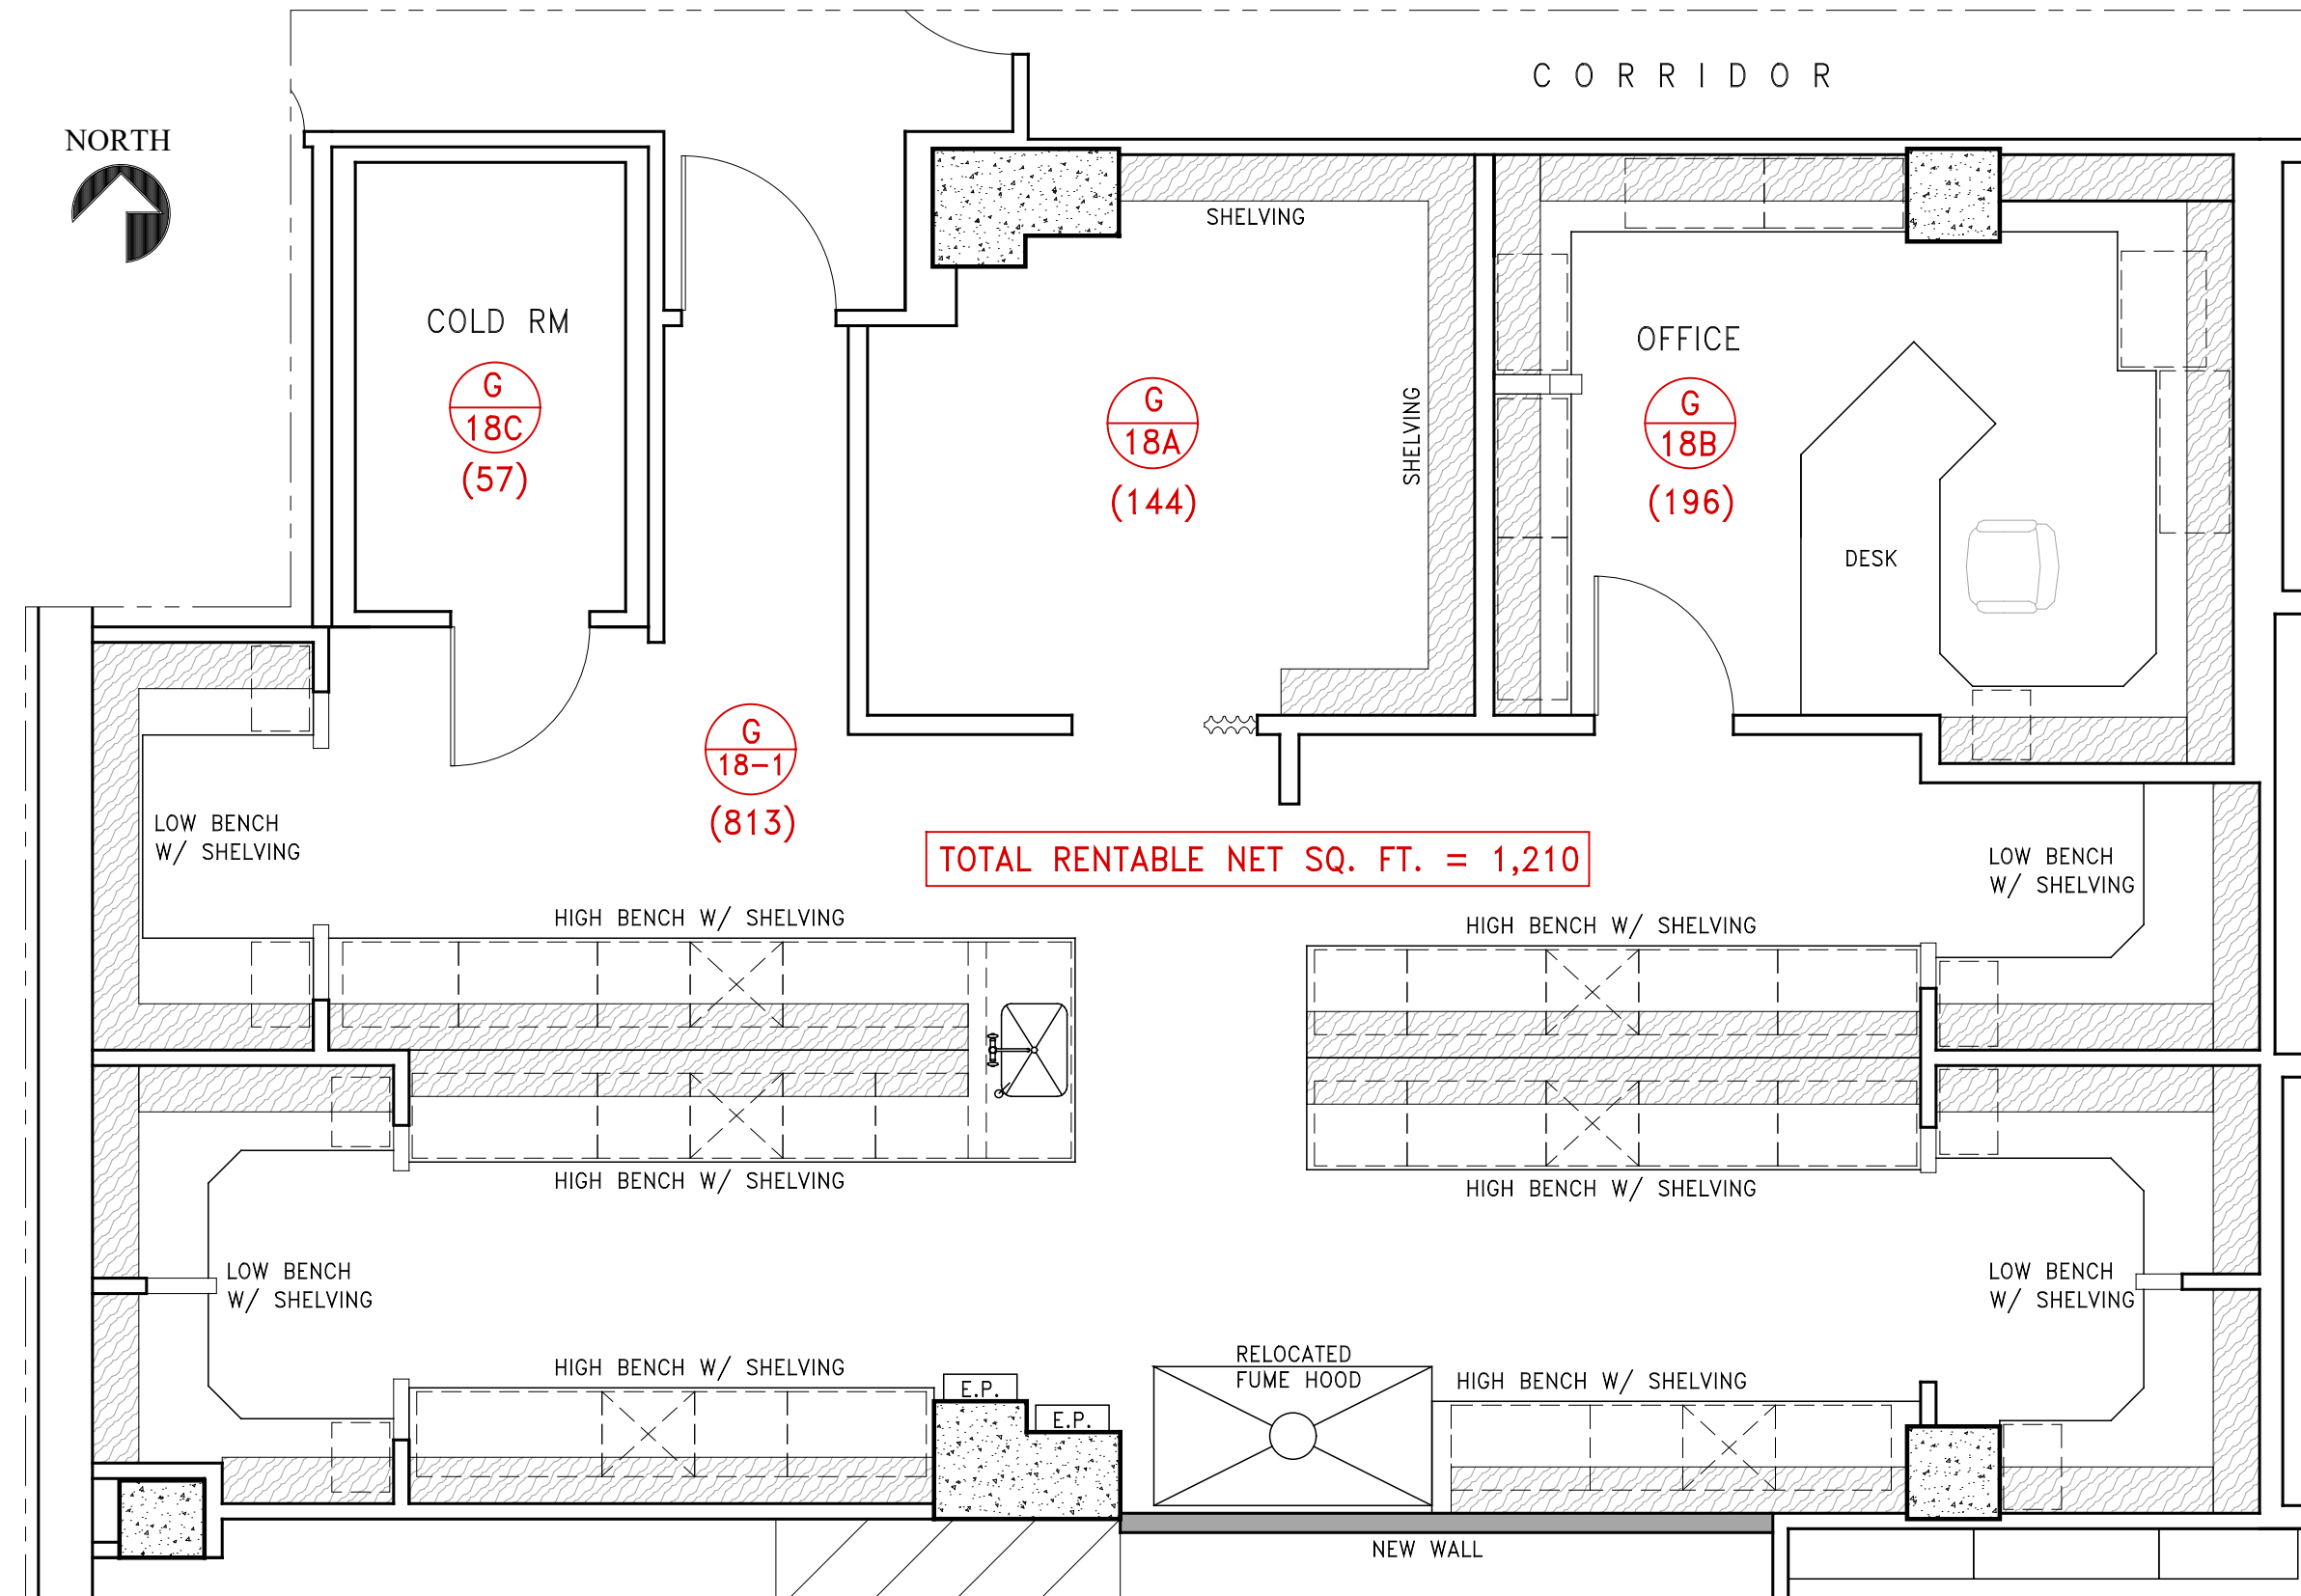 CORRIDOR
NORTH
SHELVING
COLD RM
OFFICE
G
18C
(57)
G
18A
(144)
SHELVING
G
18B
(196)
DESK
G
18-1
(813)
LOW BENCH
W/ SHELVING
TOTAL RENTABLE NET SQ. FT. = 1,210
LOW BENCH
W/ SHELVING
HIGH BENCH W/ SHELVING
HIGH BENCH W/ SHELVING
HIGH BENCH W/ SHELVING
HIGH BENCH W/ SHELVING
LOW BENCH
W/ SHELVING
LOW BENCH
W/ SHELVING
HIGH BENCH W/ SHELVING
E.P.
E.P.
RELOCATED
FUME HOOD
HIGH BENCH W/ SHELVING
NEW WALL